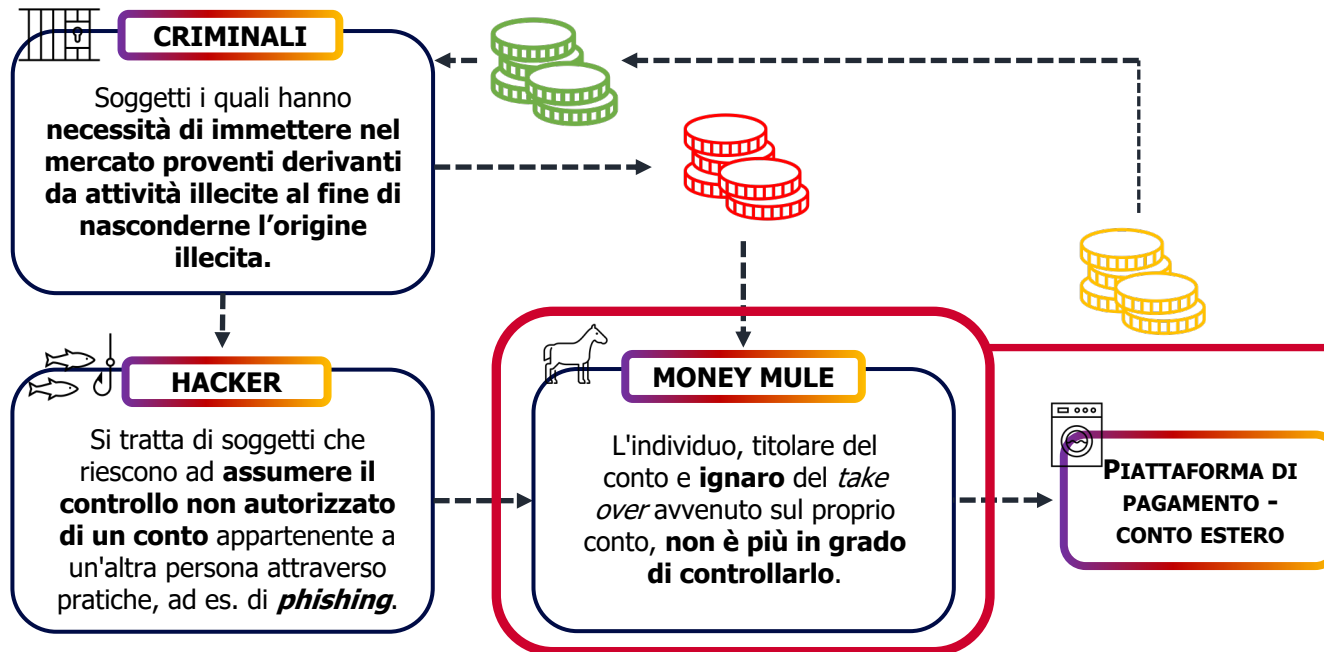 CRIMINALI
Soggetti i quali hanno
necessità di immettere nel
mercato proventi derivanti
da attività illecite al fine di
nasconderne l'origine
illecita.
HACKER
Si tratta di soggetti che
riescono ad assumere il
controllo non autorizzato
di un conto appartenente a
un'altra persona attraverso
pratiche, ad es. di phishing.
MONEY MULE
L'individuo, titolare del
conto e ignaro del take
over avvenuto sul proprio
conto, non è più in grado
di controllarlo.
PIATTAFORMA DI
PAGAMENTO -
CONTO ESTERO